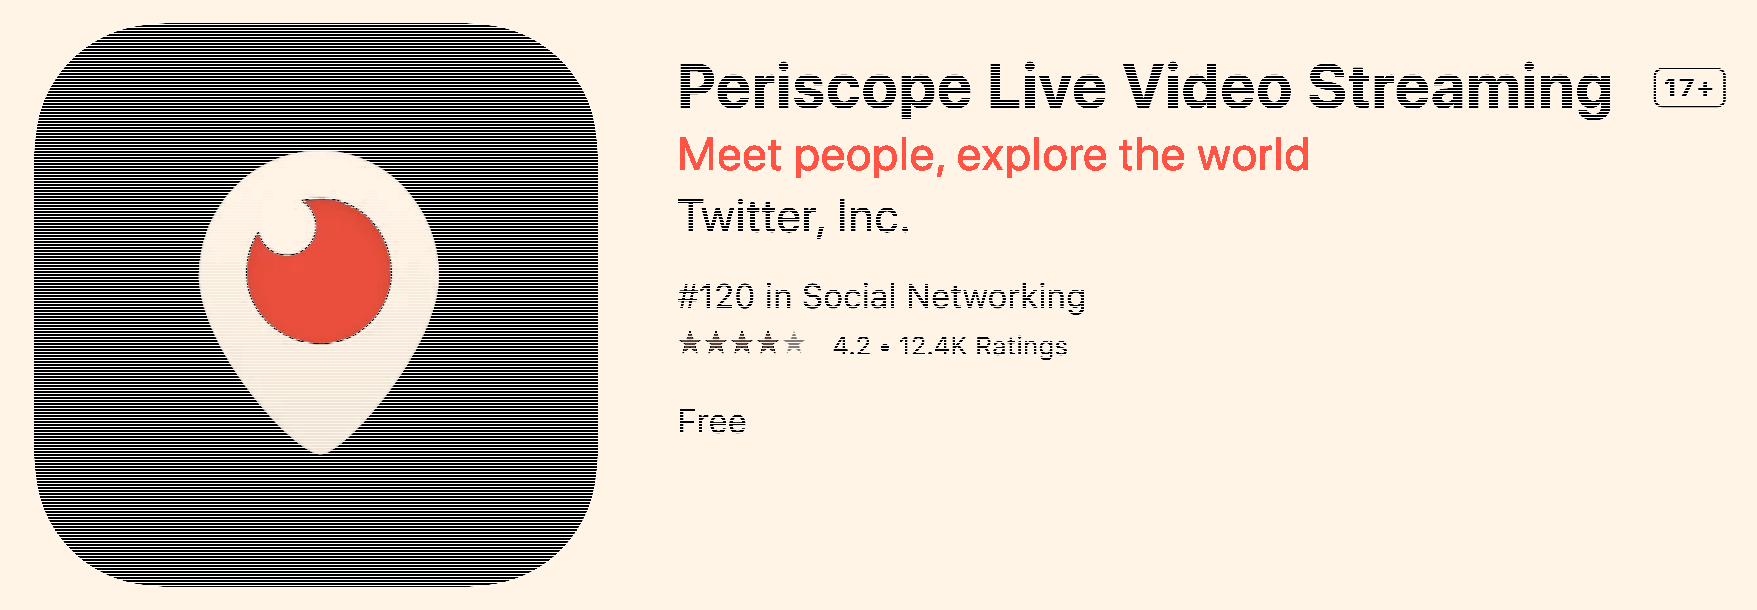 Periscope Live Video Streaming 17+
Meet people, explore the world
Twitter, Inc.
#120 in Social Networking
★★★★★ 4.2 • 12.4K Ratings
Free